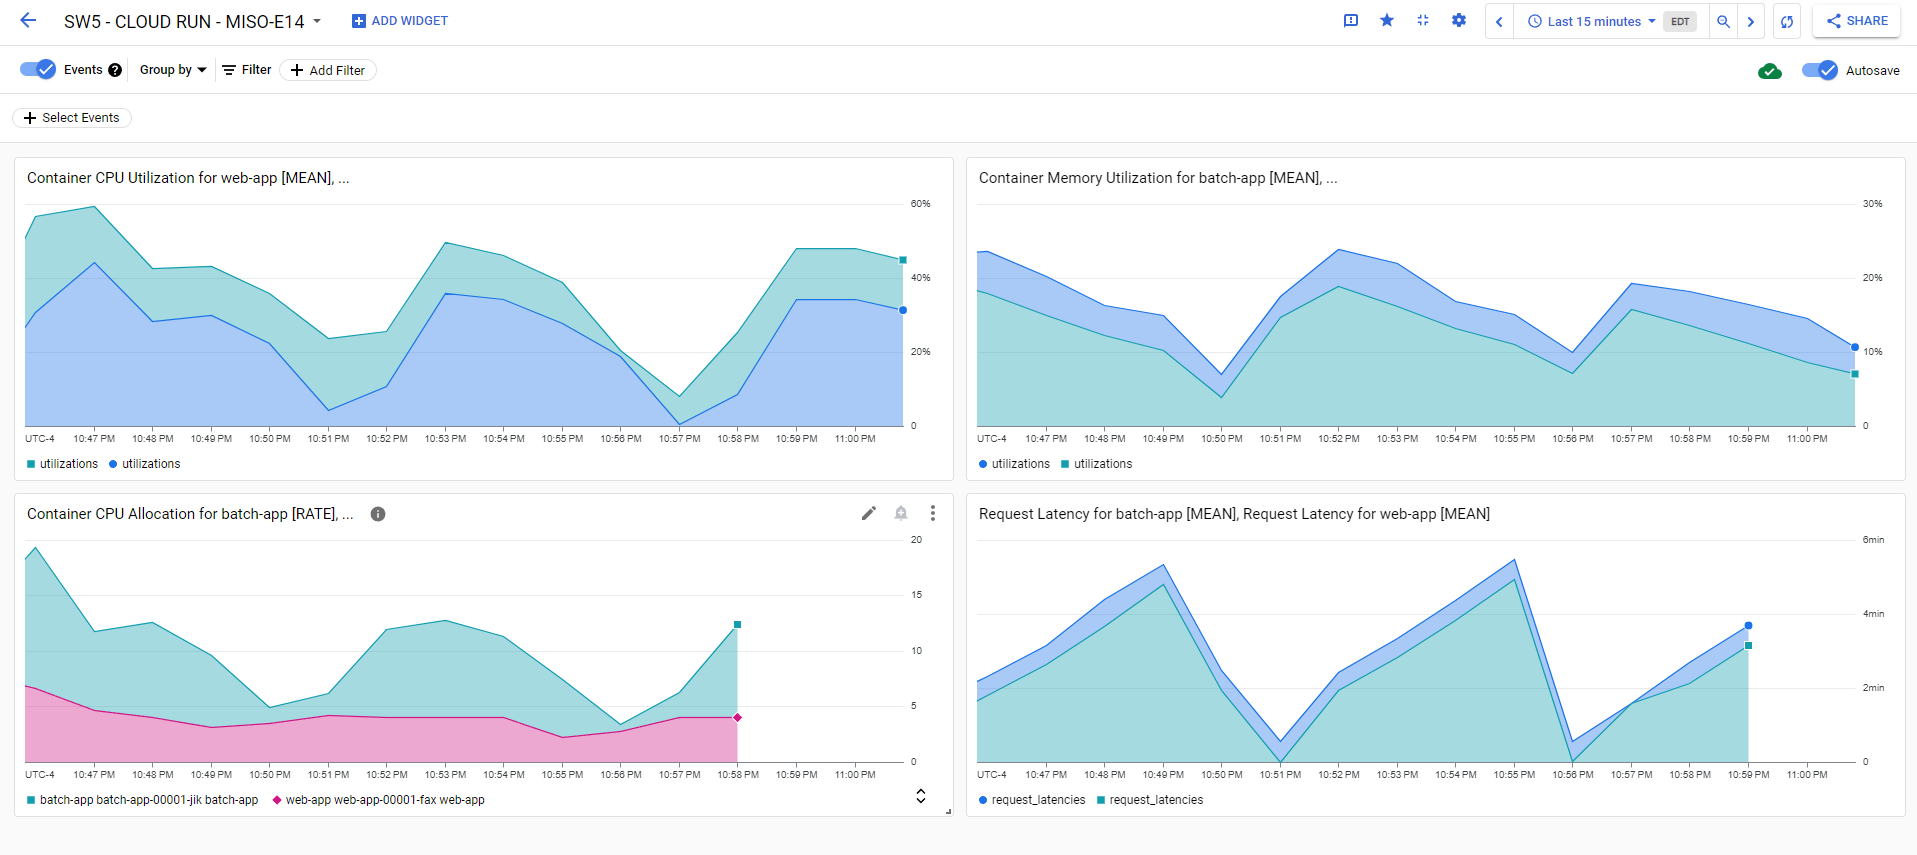 SW5 - CLOUD RUN - MISO-E14 ADD WIDGET Last 15 minutes EDT SHARE
Events ? Group by Filter Add Filter Autosave
Select Events
Container CPU Utilization for web-app [MEAN], ...
60%
40%
20%
0
UTC-4 10:47 PM 10:48 PM 10:49 PM 10:50 PM 10:51 PM 10:52 PM 10:53 PM 10:54 PM 10:55 PM 10:56 PM 10:57 PM 10:58 PM 10:59 PM 11:00 PM
utilizations utilizations
Container Memory Utilization for batch-app [MEAN], ...
30%
20%
10%
0
UTC-4 10:47 PM 10:48 PM 10:49 PM 10:50 PM 10:51 PM 10:52 PM 10:53 PM 10:54 PM 10:55 PM 10:56 PM 10:57 PM 10:58 PM 10:59 PM 11:00 PM
utilizations utilizations
Container CPU Allocation for batch-app [RATE], ...
20
15
10
5
0
UTC-4 10:47 PM 10:48 PM 10:49 PM 10:50 PM 10:51 PM 10:52 PM 10:53 PM 10:54 PM 10:55 PM 10:56 PM 10:57 PM 10:58 PM 10:59 PM 11:00 PM
batch-app batch-app-00001-jik batch-app web-app web-app-00001-fax web-app
Request Latency for batch-app [MEAN], Request Latency for web-app [MEAN]
6min
4min
2min
0
UTC-4 10:47 PM 10:48 PM 10:49 PM 10:50 PM 10:51 PM 10:52 PM 10:53 PM 10:54 PM 10:55 PM 10:56 PM 10:57 PM 10:58 PM 10:59 PM 11:00 PM
request_latencies request_latencies